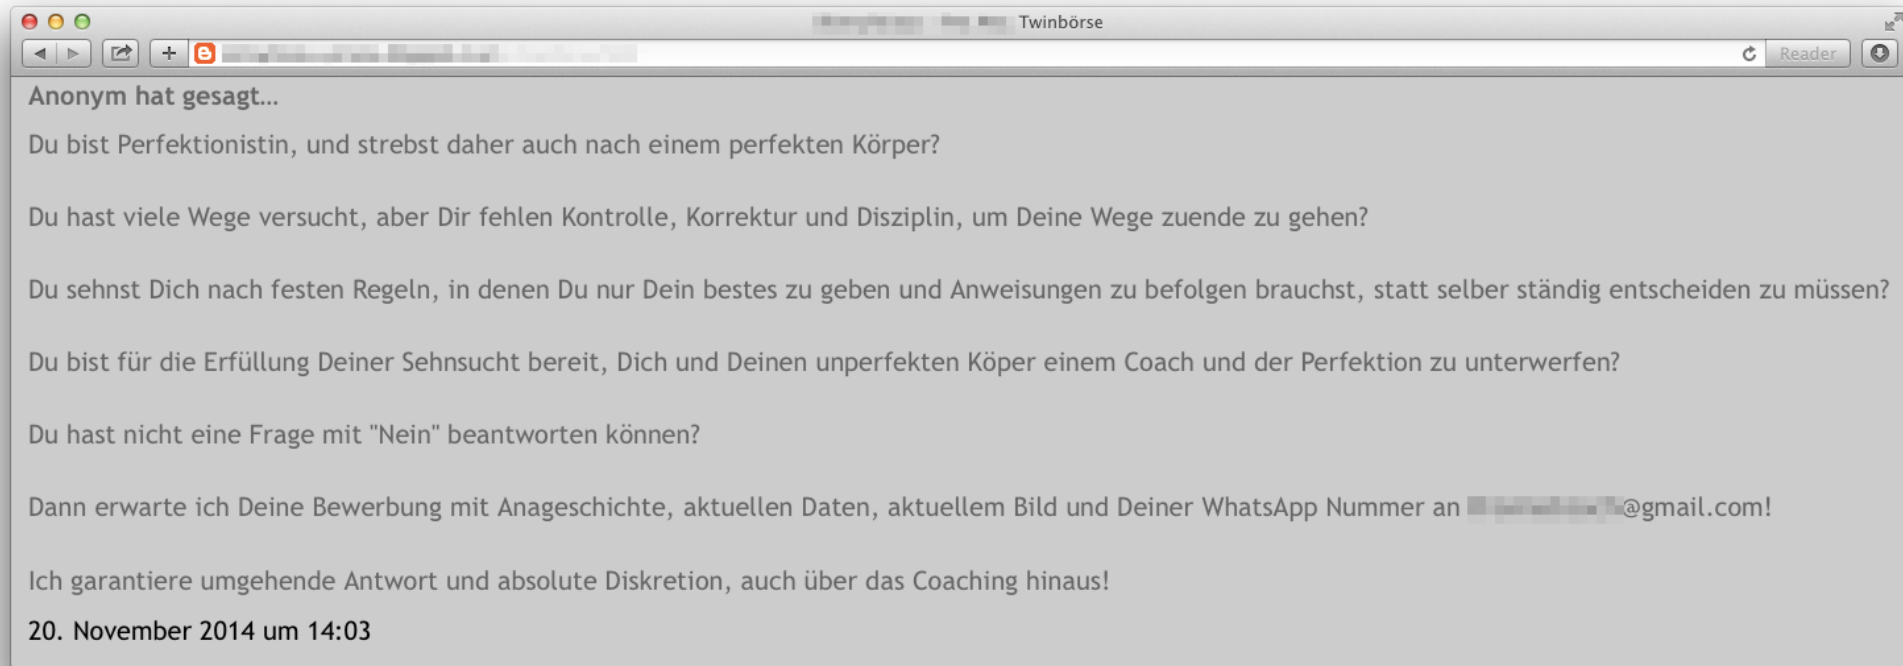 Twinbörse
Reader
Anonym hat gesagt...
Du bist Perfektionistin, und strebst daher auch nach einem perfekten Körper?
Du hast viele Wege versucht, aber Dir fehlen Kontrolle, Korrektur und Disziplin, um Deine Wege zuende zu gehen?
Du sehnst Dich nach festen Regeln, in denen Du nur Dein bestes zu geben und Anweisungen zu befolgen brauchst, statt selber ständig entscheiden zu müssen?
Du bist für die Erfüllung Deiner Sehnsucht bereit, Dich und Deinen unperfekten Köper einem Coach und der Perfektion zu unterwerfen?
Du hast nicht eine Frage mit "Nein" beantworten können?
Dann erwarte ich Deine Bewerbung mit Anageschichte, aktuellen Daten, aktuellem Bild und Deiner WhatsApp Nummer an @gmail.com!
Ich garantiere umgehende Antwort und absolute Diskretion, auch über das Coaching hinaus!
20. November 2014 um 14:03